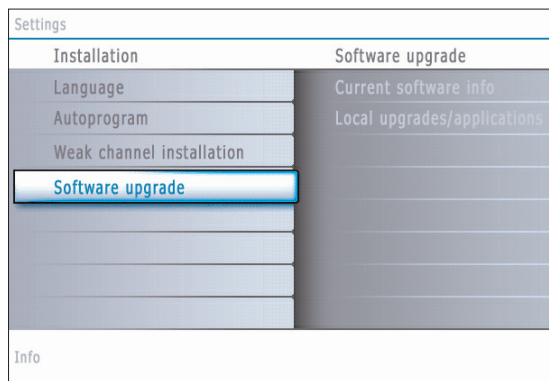 Settings
Installation
Software upgrade
Language
Current software info
Autoprogram
Local upgrades/applications
Weak channel installation
Software upgrade
Info